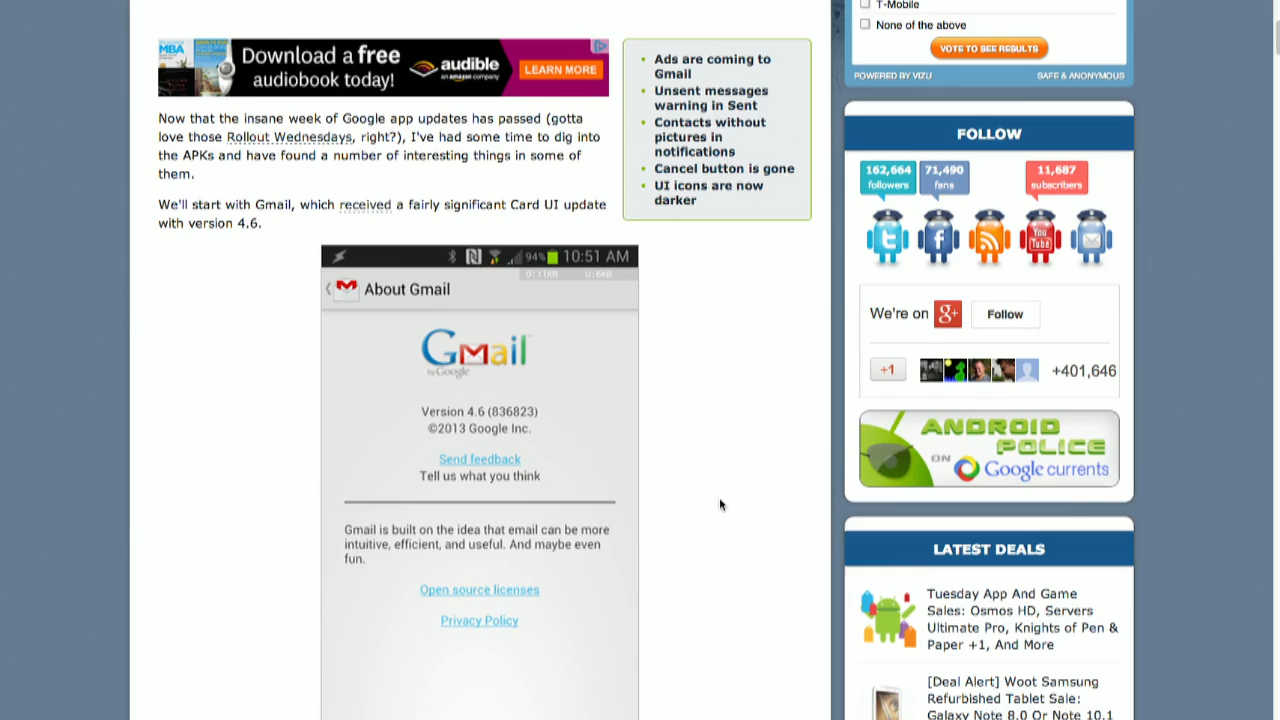 T-Mobile
None of the above
VOTE TO SEE RESULTS
POWERED BY VIZU
SAFE & ANONYMOUS
MBA
Download a free
audiobook today!
audible
an amazon company
LEARN MORE
Ads are coming to
Gmail
Unsent messages
warning in Sent
Contacts without
pictures in
notifications
Cancel button is gone
UI icons are now
darker
Now that the insane week of Google app updates has passed (gotta
love those Rollout Wednesdays, right?), I've had some time to dig into
the APKs and have found a number of interesting things in some of
them.
We'll start with Gmail, which received a fairly significant Card UI update
with version 4.6.
94% 10:51 AM
D:11KB U:6KB
About Gmail
Gmail
by Google
Version 4.6 (836823)
©2013 Google Inc.
Send feedback
Tell us what you think
Gmail is built on the idea that email can be more
intuitive, efficient, and useful. And maybe even
fun.
Open source licenses
Privacy Policy
FOLLOW
162,664
followers
71,490
fans
11,687
subscribers
You
Tube
We're on g+ Follow
+1 +401,646
ANDROID
POLICE
ON Google currents
LATEST DEALS
Tuesday App And Game
Sales: Osmos HD, Servers
Ultimate Pro, Knights of Pen &
Paper +1, And More
[Deal Alert] Woot Samsung
Refurbished Tablet Sale:
Galaxy Note 8.0 Or Note 10.1